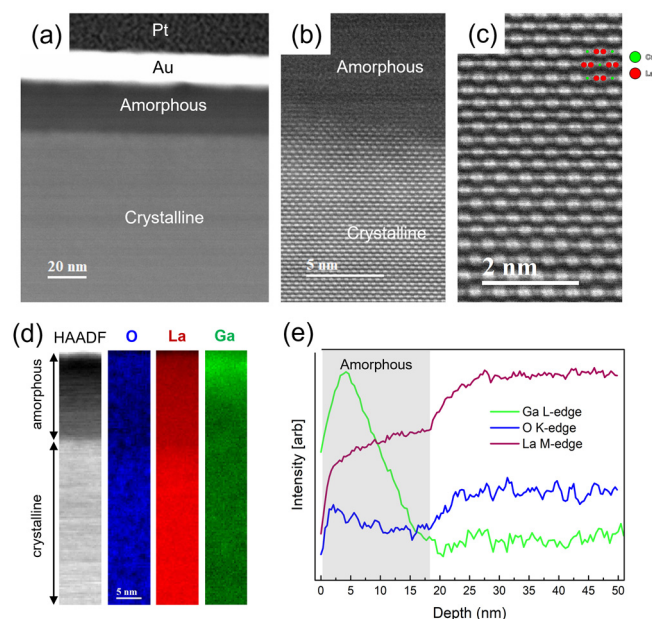 (a)
Pt
Au
Amorphous
Crystalline
20 nm
(b)
Amorphous
Crystalline
5 nm
(c)
2 nm
(d)
HAADF
O
La
Ga
amorphous
crystalline
5 nm
(e)
Amorphous
Ga L-edge
O K-edge
La M-edge
Intensity [arb]
0 5 10 15 20 25 30 35 40 45 50
Depth (nm)